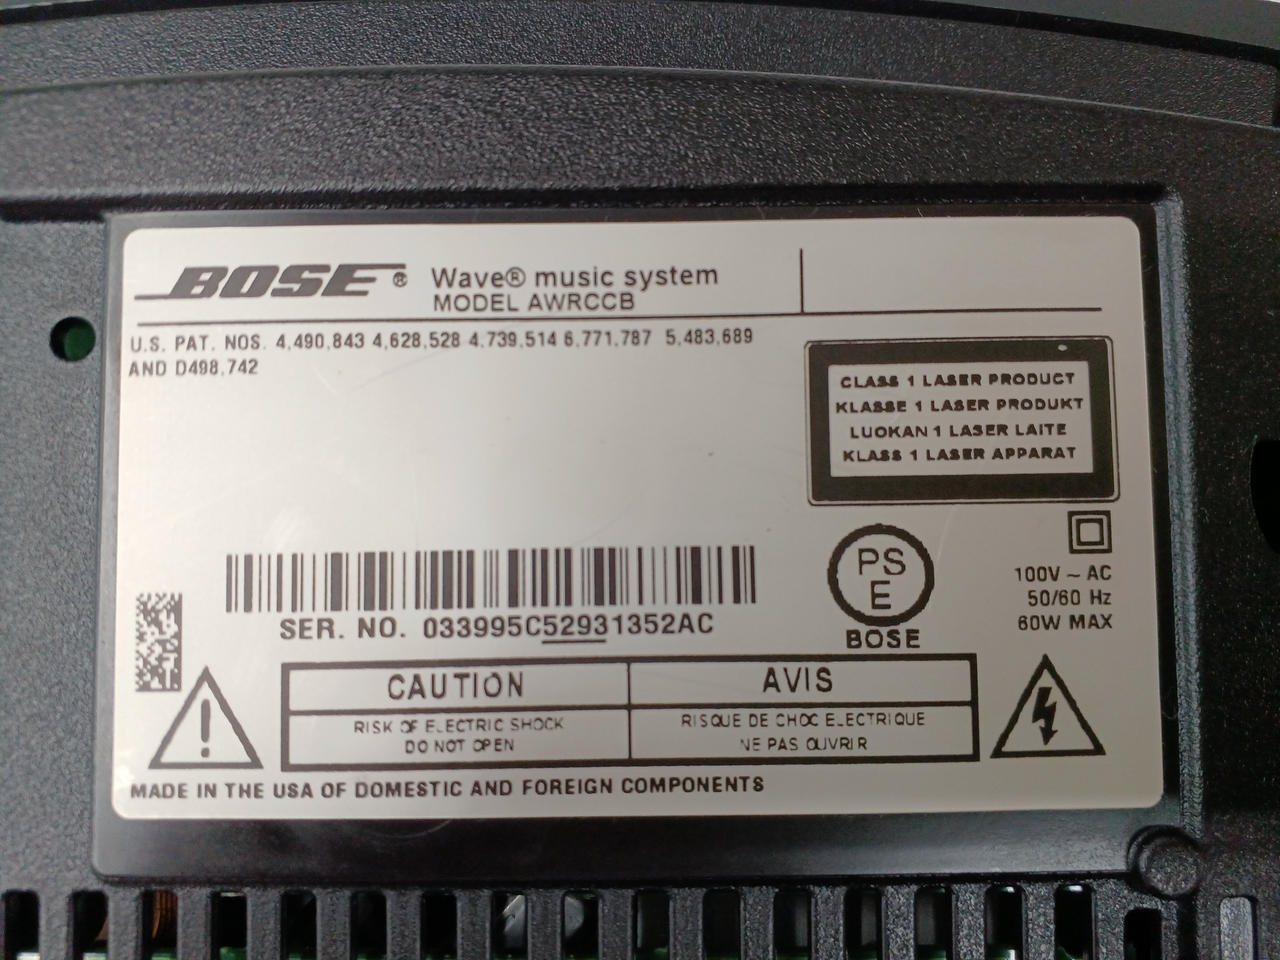 BOSE® Wave® music system
MODEL AWRCCB
U.S. PAT. NOS. 4,490,843 4,628,528 4,739,514 6,771,787 5,483,689
AND D498,742
CLASS 1 LASER PRODUCT
KLASSE 1 LASER PRODUKT
LUOKAN 1 LASER LAITE
KLASS 1 LASER APPARAT
PS
E
BOSE
100V ~ AC
50/60 Hz
60W MAX
SER. NO. 033995C52931352AC
CAUTION
RISK OF ELECTRIC SHOCK
DO NOT OPEN
AVIS
RISQUE DE CHOC ELECTRIQUE
NE PAS OUVRIR
MADE IN THE USA OF DOMESTIC AND FOREIGN COMPONENTS